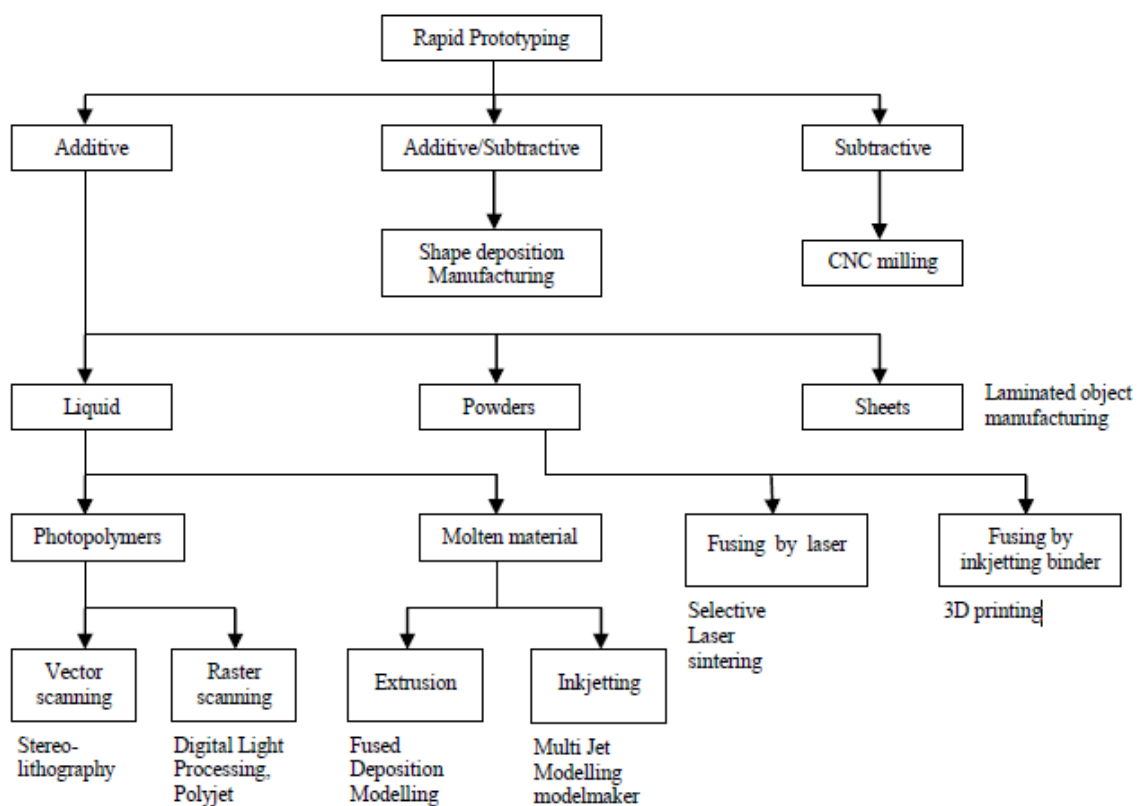 Rapid Prototyping
Additive
Additive/Subtractive
Subtractive
Shape deposition
Manufacturing
CNC milling
Liquid
Powders
Sheets
Laminated object
manufacturing
Photopolymers
Molten material
Fusing by laser
Fusing by
inkjetting binder
Selective
Laser
sintering
3D printing
Vector
scanning
Raster
scanning
Extrusion
Inkjetting
Stereo-
lithography
Digital Light
Processing,
Polyjet
Fused
Deposition
Modelling
Multi Jet
Modelling
modelmaker